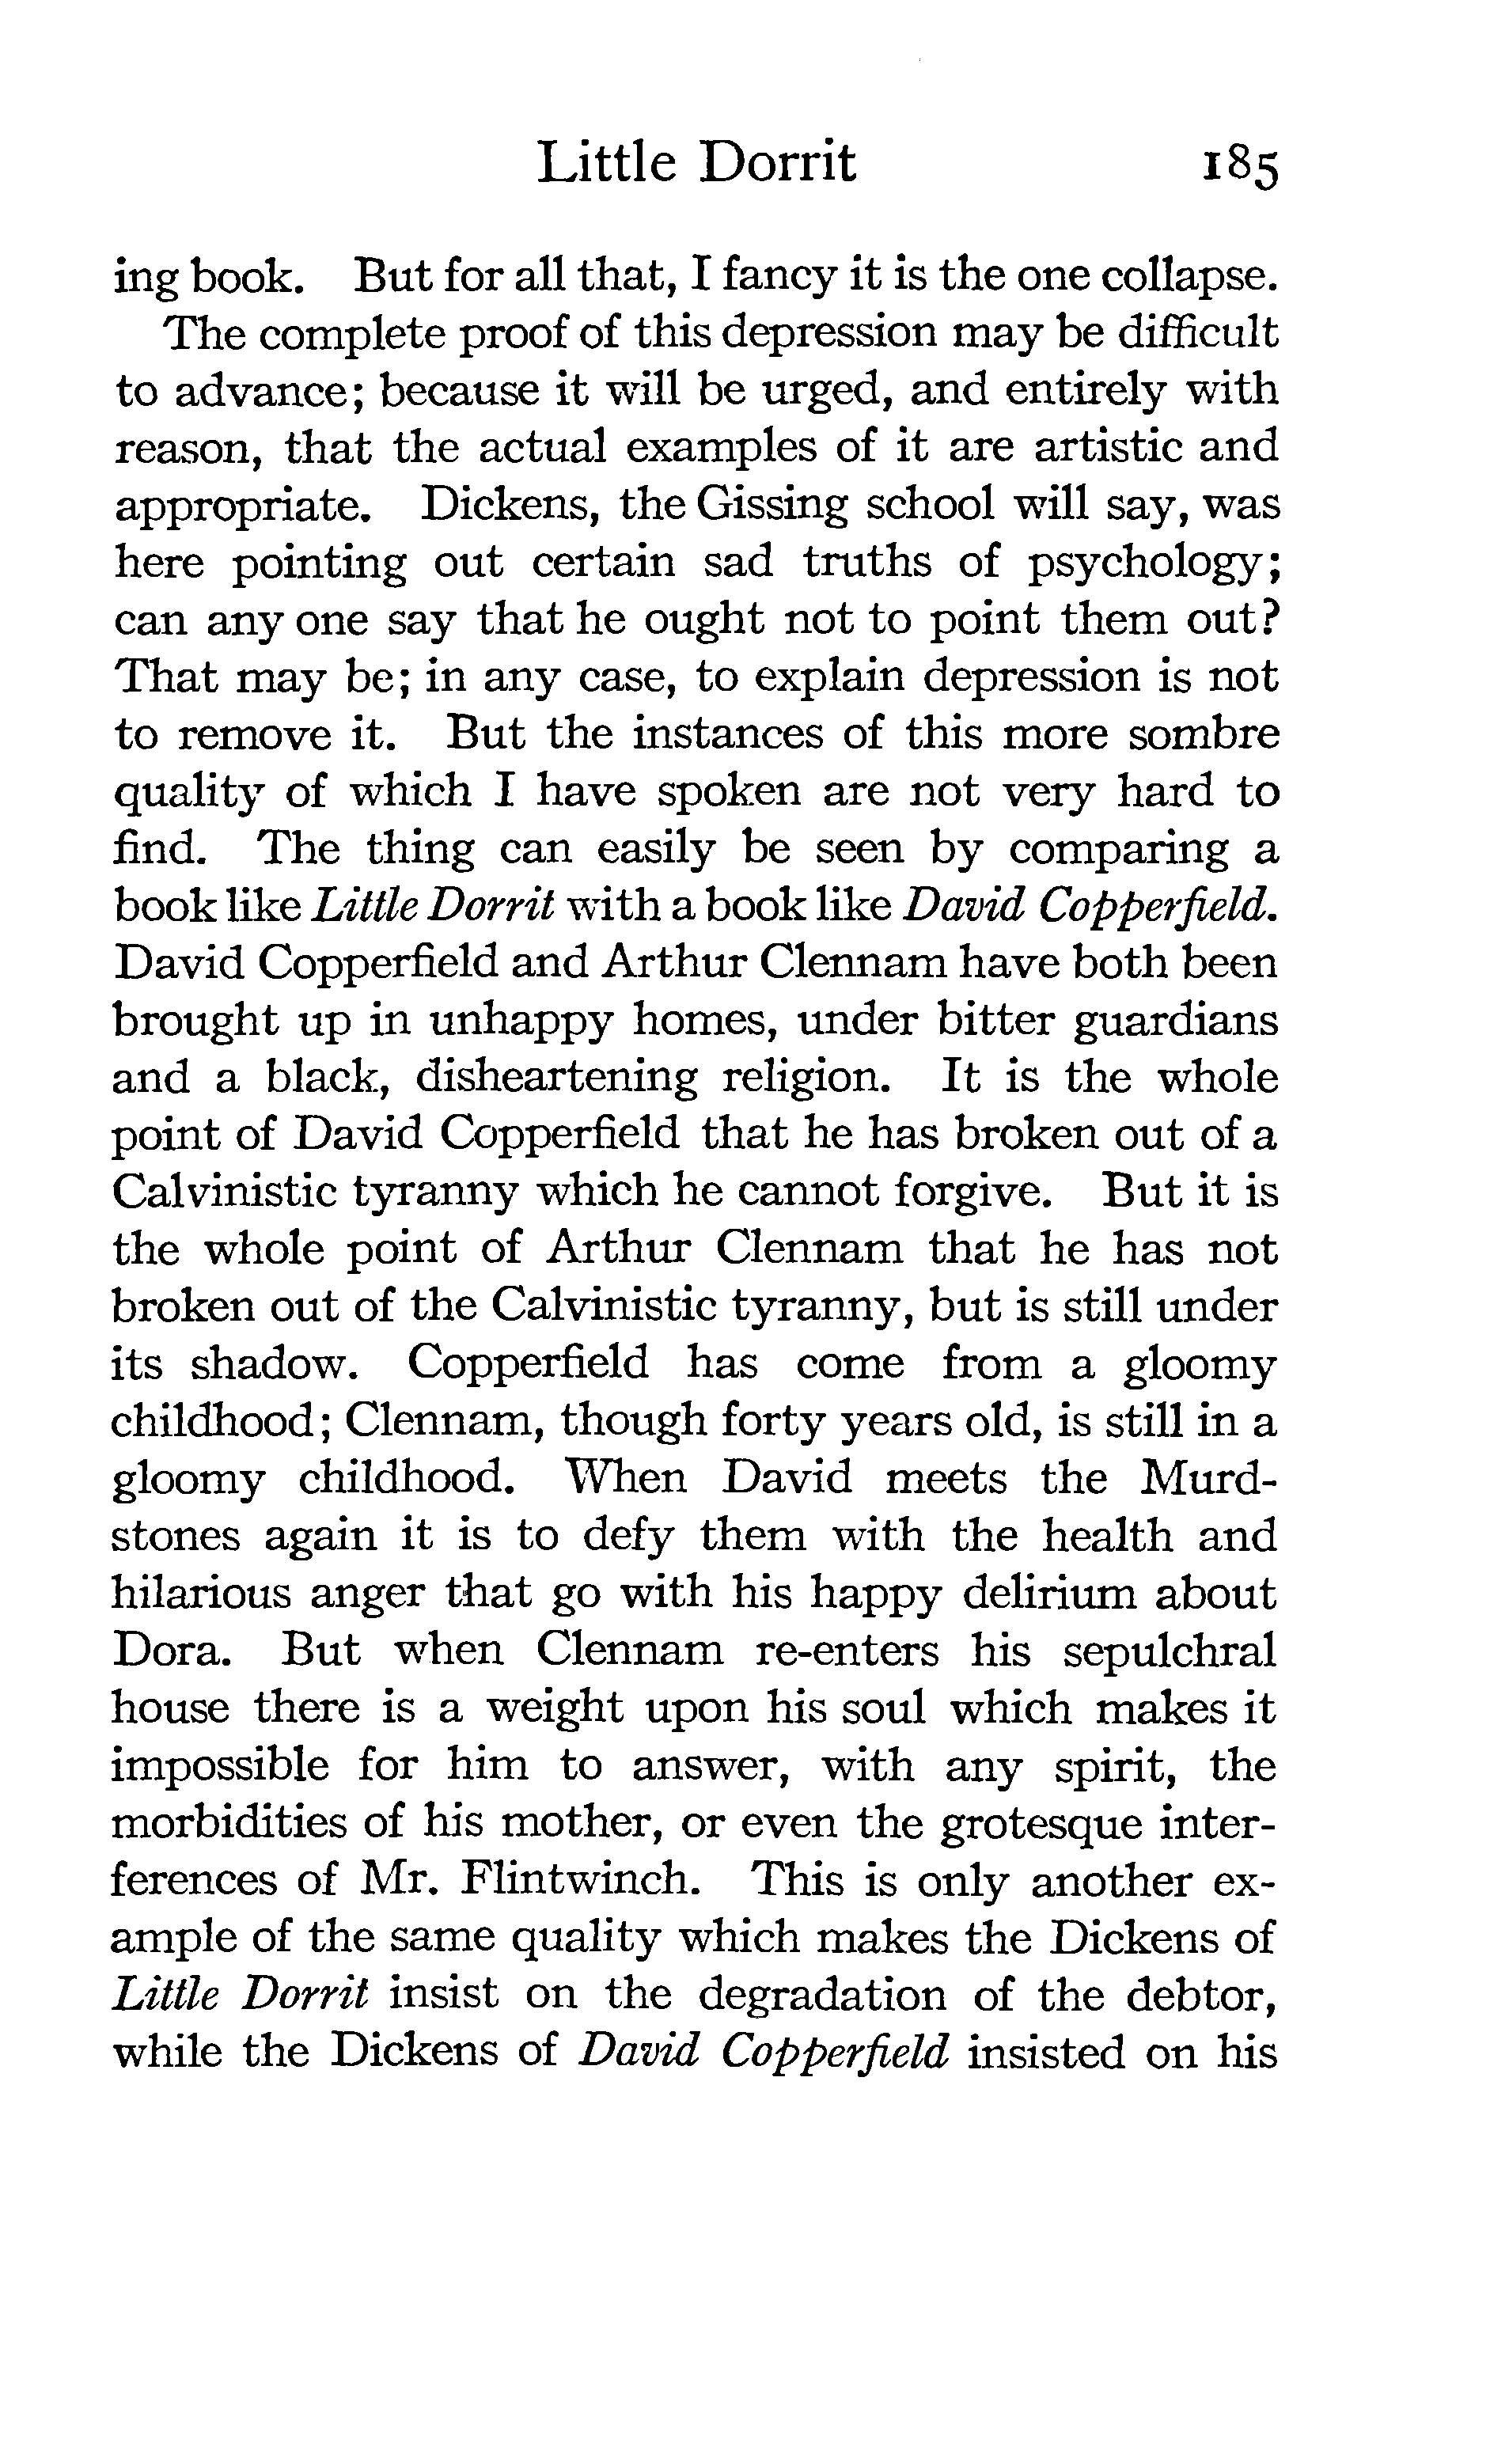 Little Dorrit 185
ing book. But for all that, I fancy it is the one collapse.
The complete proof of this depression may be difficult
to advance; because it will be urged, and entirely with
reason, that the actual examples of it are artistic and
appropriate. Dickens, the Gissing school will say, was
here pointing out certain sad truths of psychology;
can any one say that he ought not to point them out?
That may be; in any case, to explain depression is not
to remove it. But the instances of this more sombre
quality of which I have spoken are not very hard to
find. The thing can easily be seen by comparing a
book like Little Dorrit with a book like David Copperfield.
David Copperfield and Arthur Clennam have both been
brought up in unhappy homes, under bitter guardians
and a black, disheartening religion. It is the whole
point of David Copperfield that he has broken out of a
Calvinistic tyranny which he cannot forgive. But it is
the whole point of Arthur Clennam that he has not
broken out of the Calvinistic tyranny, but is still under
its shadow. Copperfield has come from a gloomy
childhood; Clennam, though forty years old, is still in a
gloomy childhood. When David meets the Murd-
stones again it is to defy them with the health and
hilarious anger that go with his happy delirium about
Dora. But when Clennam re-enters his sepulchral
house there is a weight upon his soul which makes it
impossible for him to answer, with any spirit, the
morbidities of his mother, or even the grotesque inter-
ferences of Mr. Flintwinch. This is only another ex-
ample of the same quality which makes the Dickens of
Little Dorrit insist on the degradation of the debtor,
while the Dickens of David Copperfield insisted on his